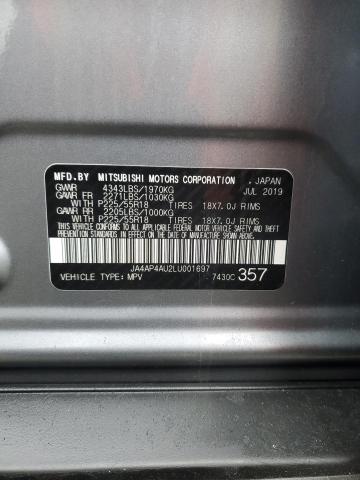 MFD.BY MITSUBISHI MOTORS CORPORATION . JAPAN
GVWR 4343LBS/1970KG JUL 2019
GAWR FR 2271LBS/1030KG
WITH P225/55R18 TIRES 18X7.0J RIMS
GAWR RR 2205LBS/1000KG
WITH P225/55R18 TIRES 18X7.0J RIMS
THIS VEHICLE CONFORMS TO ALL APPLICABLE
FEDERAL MOTOR VEHICLE SAFETY AND
THEFT PREVENTION STANDARDS IN EFFECT ON
THE DATE OF MANUFACTURE SHOWN ABOVE.
JA4AP4AU2LU001697
VEHICLE TYPE: MPV 7430C 357